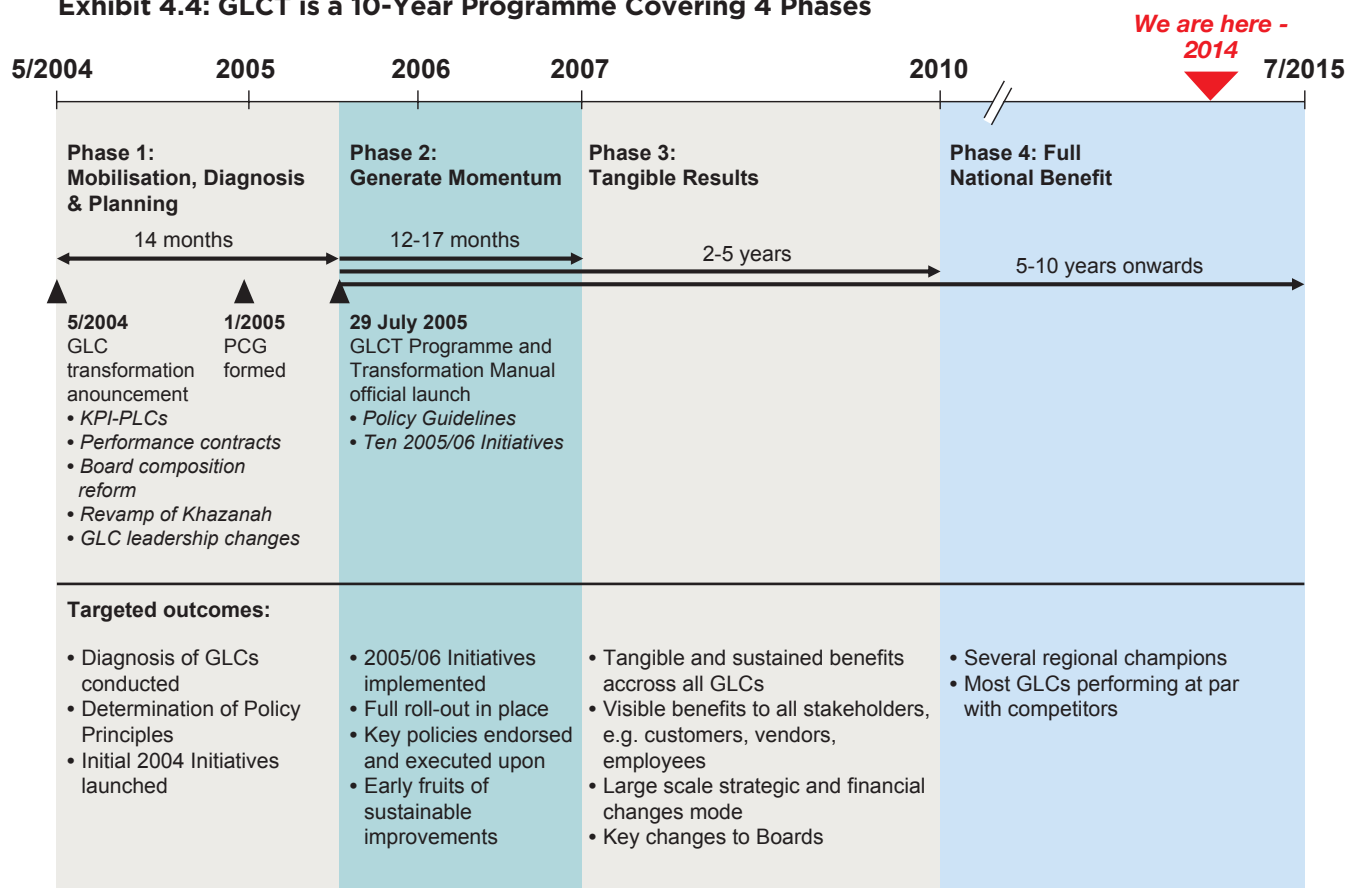 Exhibit 4.4: GLCT is a 10-Year Programme Covering 4 Phases
We are here -
2014
5/2004
2005
2006
2007
2010
7/2015
Phase 1:
Mobilisation, Diagnosis
& Planning
14 months
5/2004
GLC
transformation
anouncement
• KPI-PLCs
• Performance contracts
• Board composition
reform
• Revamp of Khazanah
• GLC leadership changes
1/2005
PCG
formed
Phase 2:
Generate Momentum
12-17 months
29 July 2005
GLCT Programme and
Transformation Manual
official launch
• Policy Guidelines
• Ten 2005/06 Initiatives
Phase 3:
Tangible Results
2-5 years
Phase 4: Full
National Benefit
5-10 years onwards
Targeted outcomes:
• Diagnosis of GLCs
conducted
• Determination of Policy
Principles
• Initial 2004 Initiatives
launched
• 2005/06 Initiatives
implemented
• Full roll-out in place
• Key policies endorsed
and executed upon
• Early fruits of
sustainable
improvements
• Tangible and sustained benefits
accross all GLCs
• Visible benefits to all stakeholders,
e.g. customers, vendors,
employees
• Large scale strategic and financial
changes mode
• Key changes to Boards
• Several regional champions
• Most GLCs performing at par
with competitors